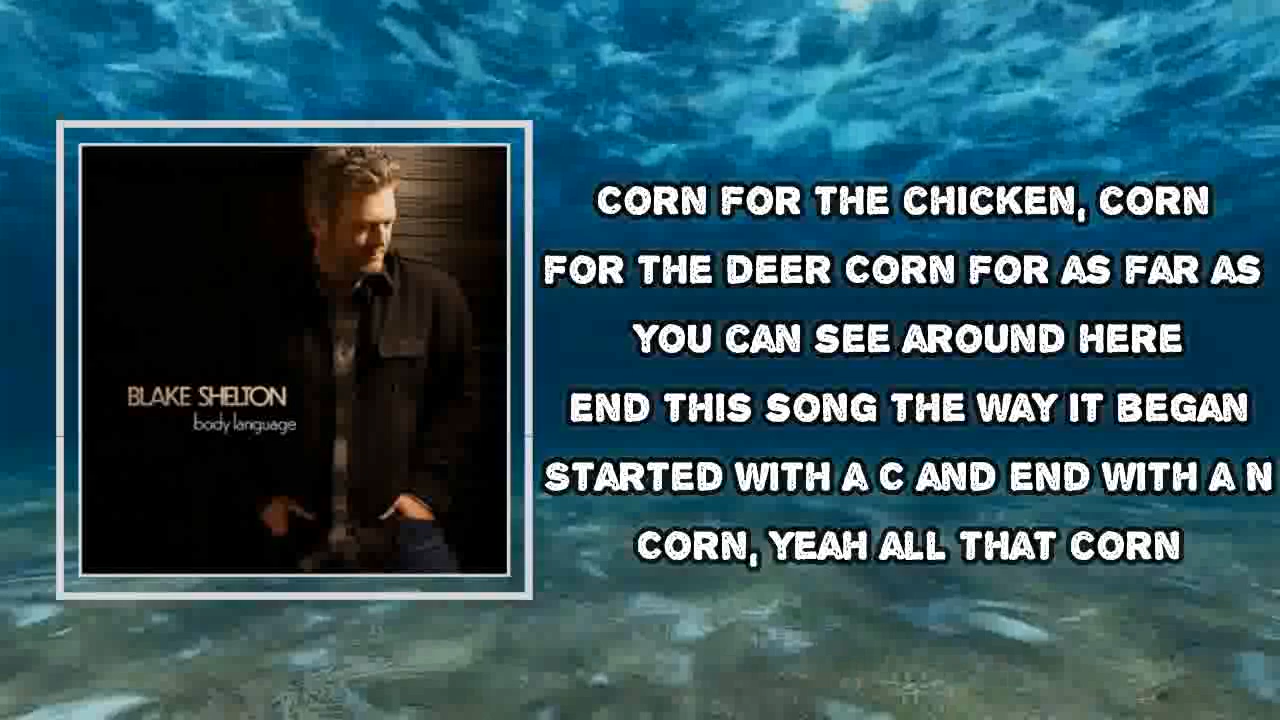 BLAKE SHELTON
body language
CORN FOR THE CHICKEN, CORN
FOR THE DEER CORN FOR AS FAR AS
YOU CAN SEE AROUND HERE
END THIS SONG THE WAY IT BEGAN
STARTED WITH A C AND END WITH A N
CORN, YEAH ALL THAT CORN